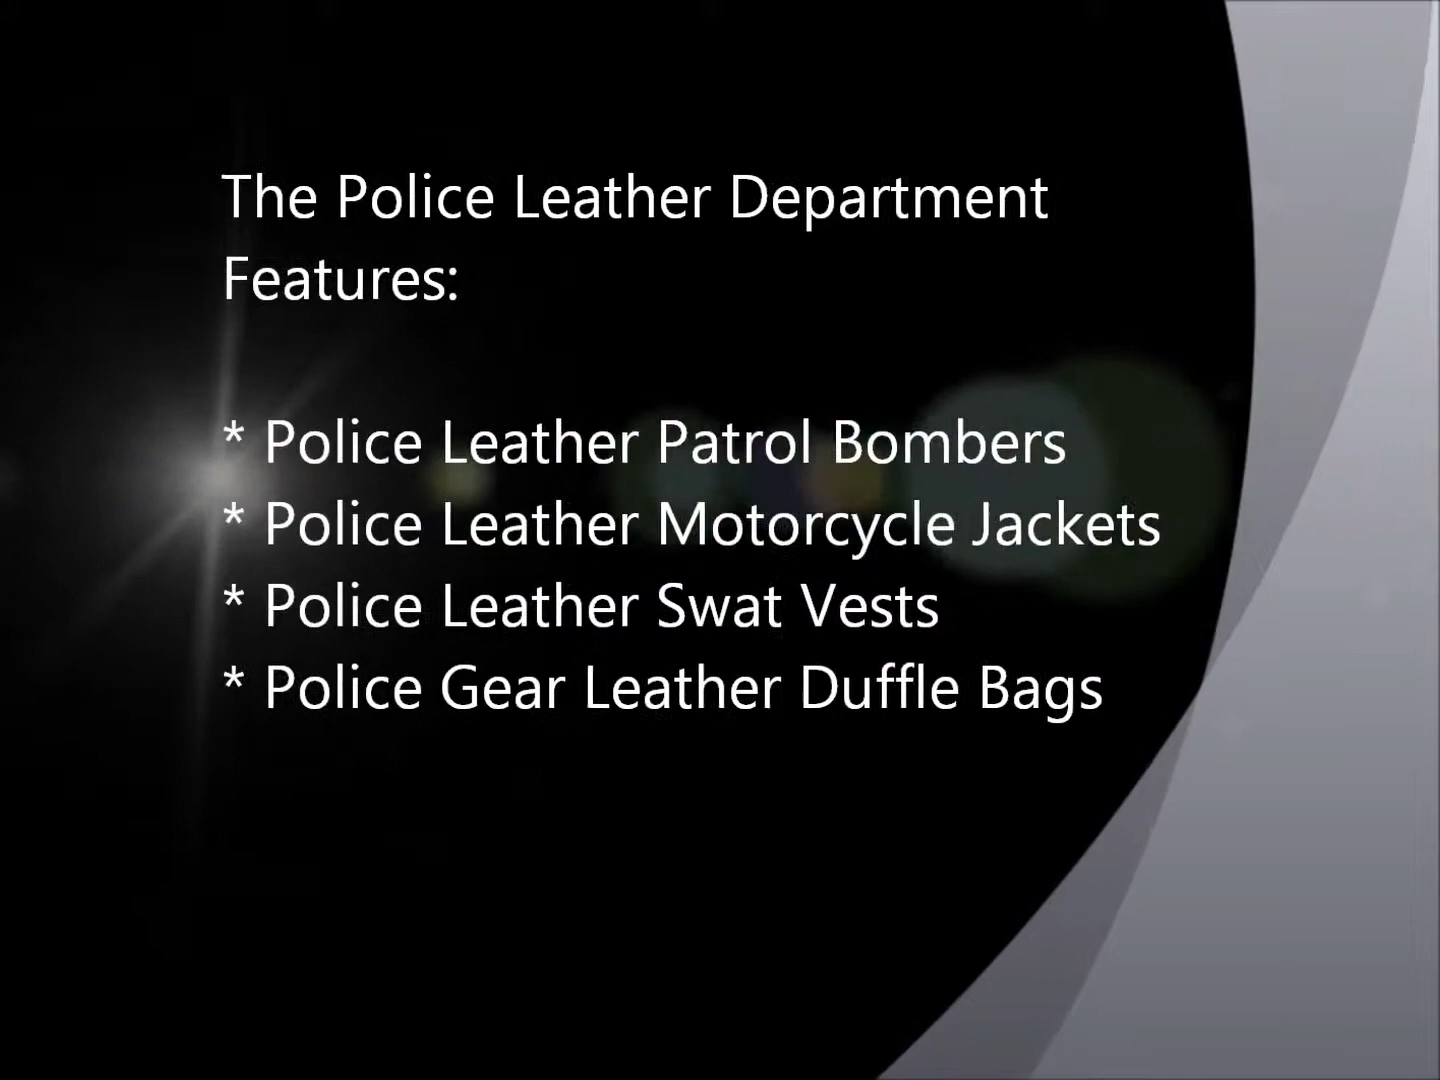 The Police Leather Department
Features:
* Police Leather Patrol Bombers
* Police Leather Motorcycle Jackets
* Police Leather Swat Vests
* Police Gear Leather Duffle Bags